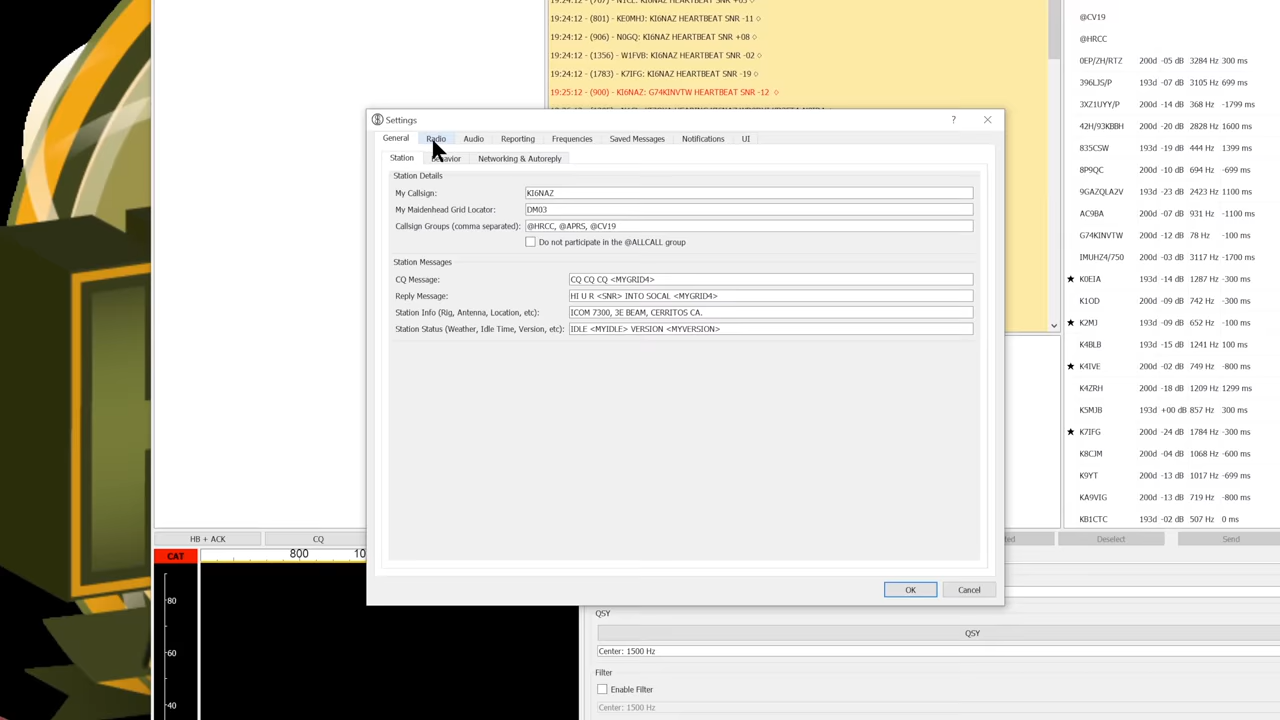 19:24:12 - (801) - KE0MHJ: KI6NAZ HEARTBEAT SNR -11 ♢
19:24:12 - (906) - N0GQ: KI6NAZ HEARTBEAT SNR +08 ♢
19:24:12 - (1356) - W1FVB: KI6NAZ HEARTBEAT SNR -02 ♢
19:24:12 - (1783) - K7IFG: KI6NAZ HEARTBEAT SNR -19 ♢
19:25:12 - (900) - KI6NAZ: G74KINVTW HEARTBEAT SNR -12 ♢
@CV19
@HRCC
0EP/ZH/RTZ 200d -05 dB 3284 Hz 300 ms
396LJS/P 200d -03 dB 3105 Hz 699 ms
3XZ1UYY/P 200d -14 dB 368 Hz -1799 ms
42H/93KBBB 200d -20 dB 2118 Hz 699 ms
835CSW 200d -19 dB 444 Hz 1399 ms
8P9QC 200d -10 dB 694 Hz -699 ms
9GAZQLA2V 193d -23 dB 2423 Hz 1100 ms
AC9BA 200d -07 dB 931 Hz -1100 ms
G74KINVTW 200d -12 dB 78 Hz -100 ms
IMUHZ4/750 200d -03 dB 3117 Hz -1700 ms
★ K0EIA 193d -14 dB 1287 Hz -300 ms
K1OD 200d -09 dB 742 Hz -300 ms
★ K2MJ 193d -13 dB 1666 Hz 100 ms
K4BLB 200d -15 dB 1241 Hz 100 ms
★ K4IVE 200d -02 dB 749 Hz -800 ms
K4ZRH 200d -18 dB 1209 Hz 1299 ms
K5MJB 193d +00 dB 857 Hz 300 ms
★ K7IFG 200d -24 dB 1784 Hz -300 ms
K8CJM 200d -04 dB 1068 Hz -600 ms
K9YT 200d -13 dB 1267 Hz -400 ms
KA9VIG 200d -13 dB 719 Hz -800 ms
KB1CTC 193d -02 dB 507 Hz 0 ms
Settings
? ×
General Radio Audio Reporting Frequencies Saved Messages Notifications UI
Station Networking & Autoreply
Station Details
My Callsign: KI6NAZ
My Maidenhead Grid Locator: DM03
Callsign Groups (comma separated): @HRCC, @APRS, @CV19
Do not participate in the @ALLCALL group
Station Messages
CQ Message: CQ CQ CQ <MYGRID4>
Reply Message: HI U R <SNR> INTO SOCAL <MYGRID4>
Station Info (Rig, Antenna, Location, etc): ICOM 7300, 3E BEAM, CERRITOS CA.
Station Status (Weather, Idle Time, Version, etc): IDLE <MYIDLE> VERSION <MYVERSION>
OK Cancel
HB + ACK CQ Deselect Send
CAT
800
80
60
40
QSY
QSY
Center: 1500 Hz
Filter
Enable Filter
Center: 1500 Hz